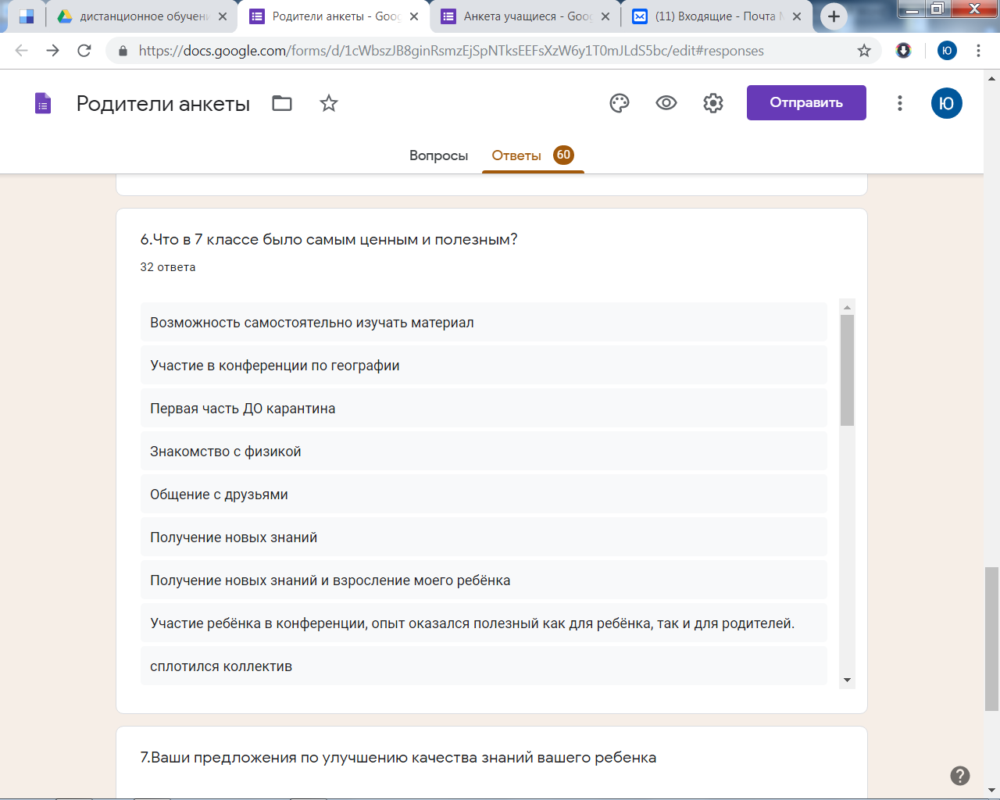 дистанционное обучени
Родители анкеты - Goog
Анкета учащиеся - Goo
(11) Входящие - Почта
https://docs.google.com/forms/d/1cWbszJB8ginRsmzEjSpNTksEEFsXzW6y1T0mJLdS5bc/edit#responses
Ю
Родители анкеты
Отправить
Ю
Вопросы
Ответы 60
6.Что в 7 классе было самым ценным и полезным?
32 ответа
Возможность самостоятельно изучать материал
Участие в конференции по географии
Первая часть ДО карантина
Знакомство с физикой
Общение с друзьями
Получение новых знаний
Получение новых знаний и взросление моего ребёнка
Участие ребёнка в конференции, опыт оказался полезный как для ребёнка, так и для родителей.
сплотился коллектив
7.Ваши предложения по улучшению качества знаний вашего ребенка